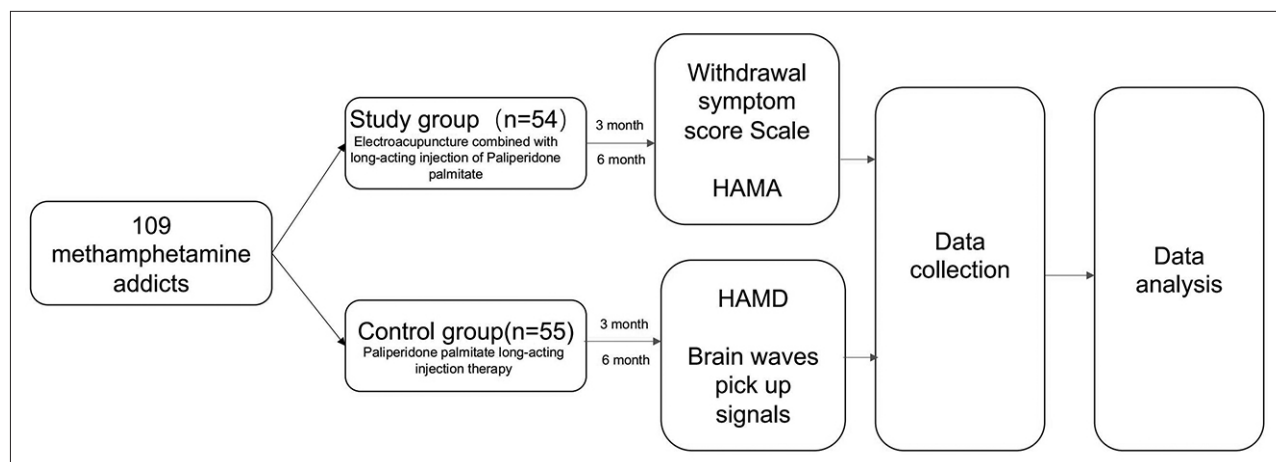 109
methamphetamine
addicts
Study group（n=54）
Electroacupuncture combined with
long-acting injection of Paliperidone
palmitate
3 month
6 month
Withdrawal
symptom
score Scale
HAMA
Control group(n=55)
Paliperidone palmitate long-acting
injection therapy
3 month
6 month
HAMD
Brain waves
pick up
signals
Data
collection
Data
analysis